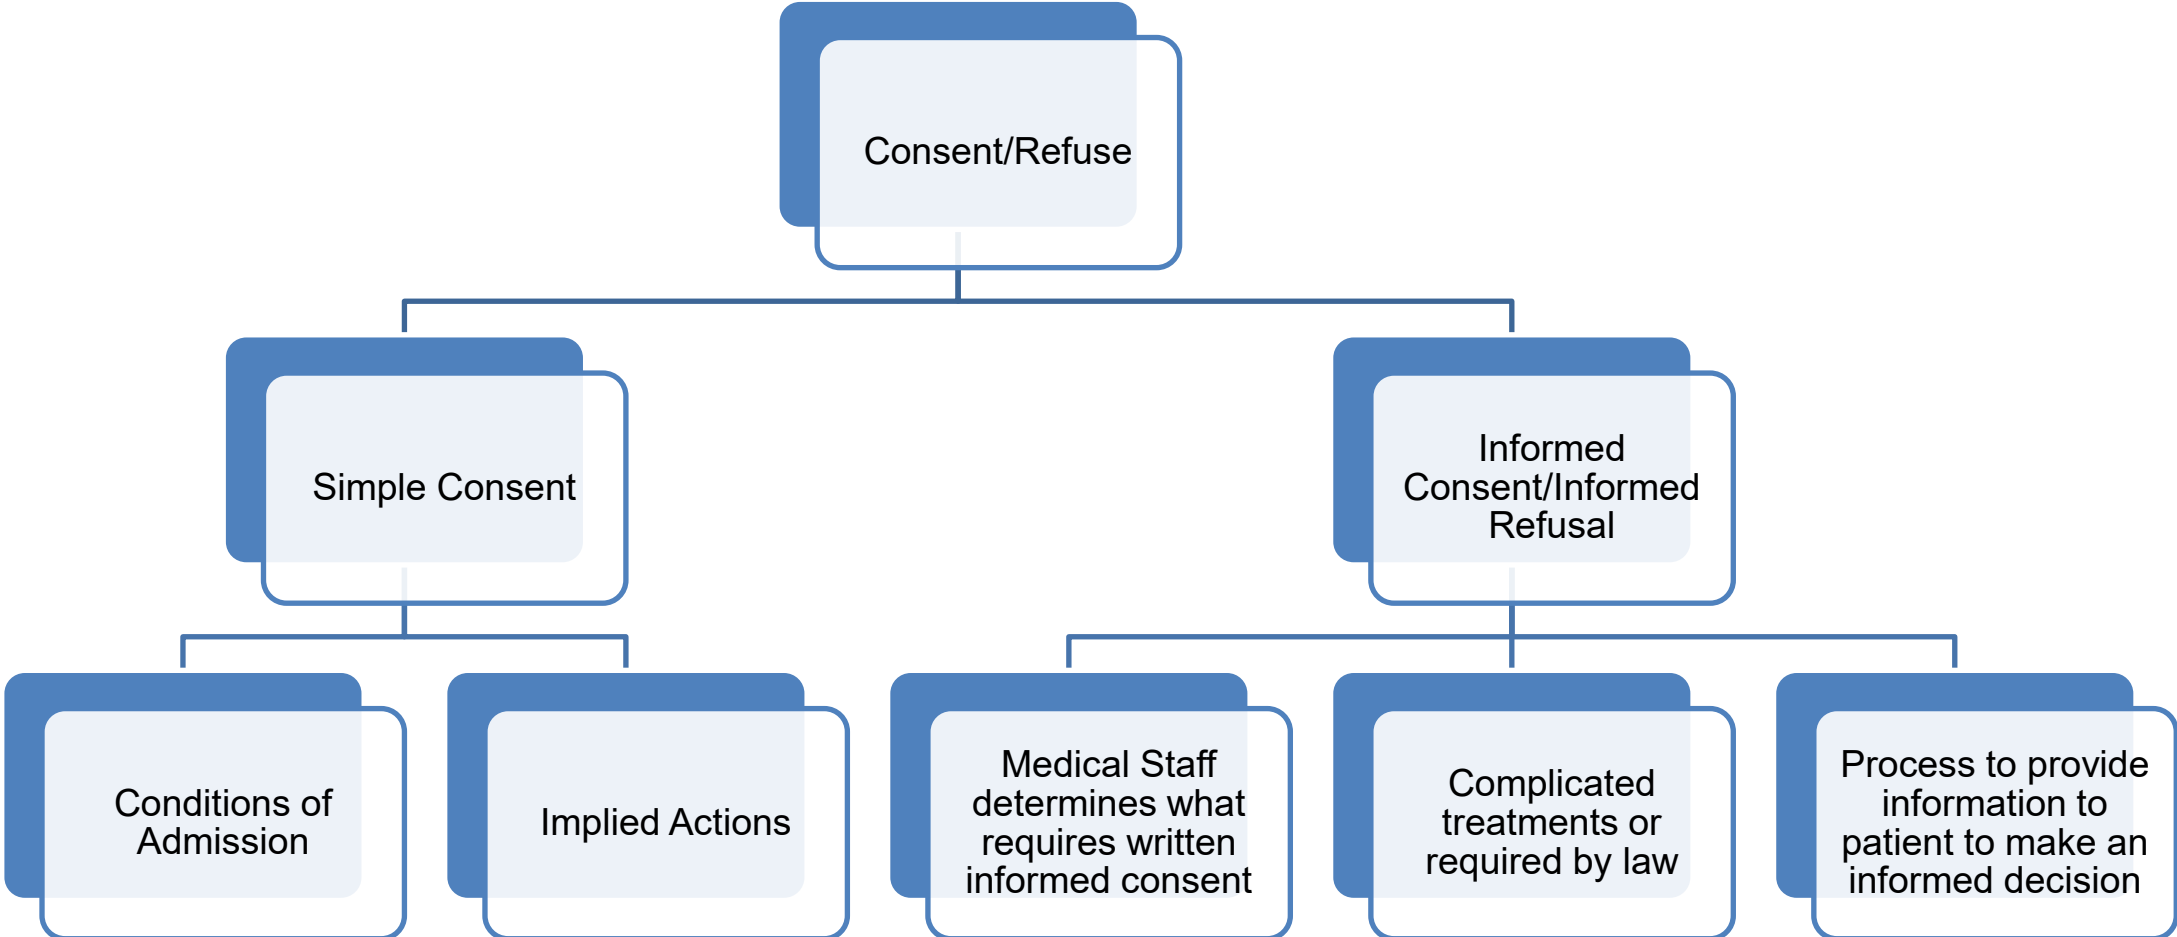 Consent/Refuse
Simple Consent
Informed
Consent/Informed
Refusal
Conditions of
Admission
Implied Actions
Medical Staff
determines what
requires written
informed consent
Complicated
treatments or
required by law
Process to provide
information to
patient to make an
informed decision